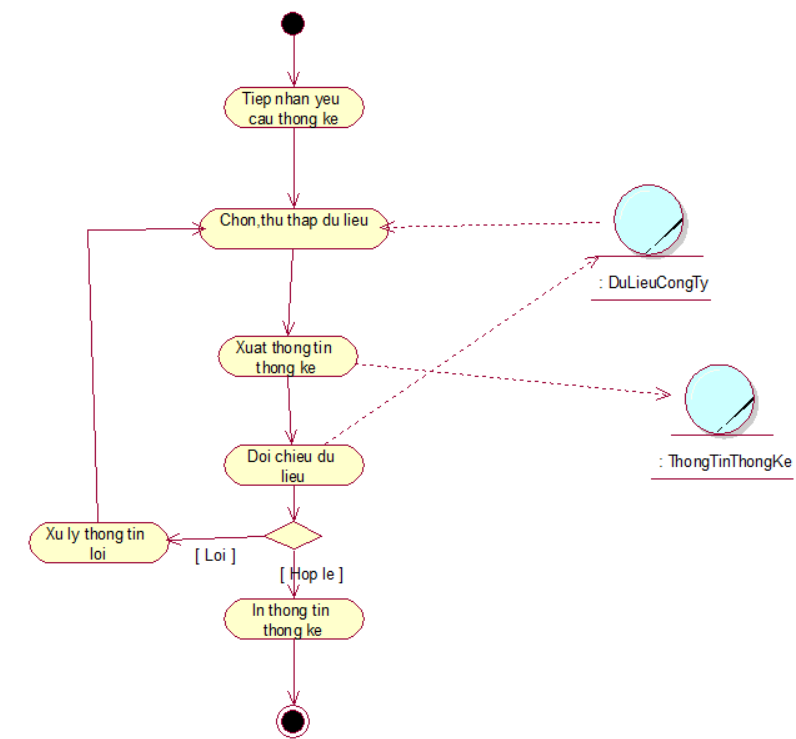 Tiep nhan yeu
cau thong ke
Chon,thu thap du lieu
: DuLieuCongTy
Xuat thong tin
thong ke
: ThongTinThongKe
Doi chieu du
lieu
Xu ly thong tin
loi
[ Loi ]
[ Hop le ]
In thong tin
thong ke